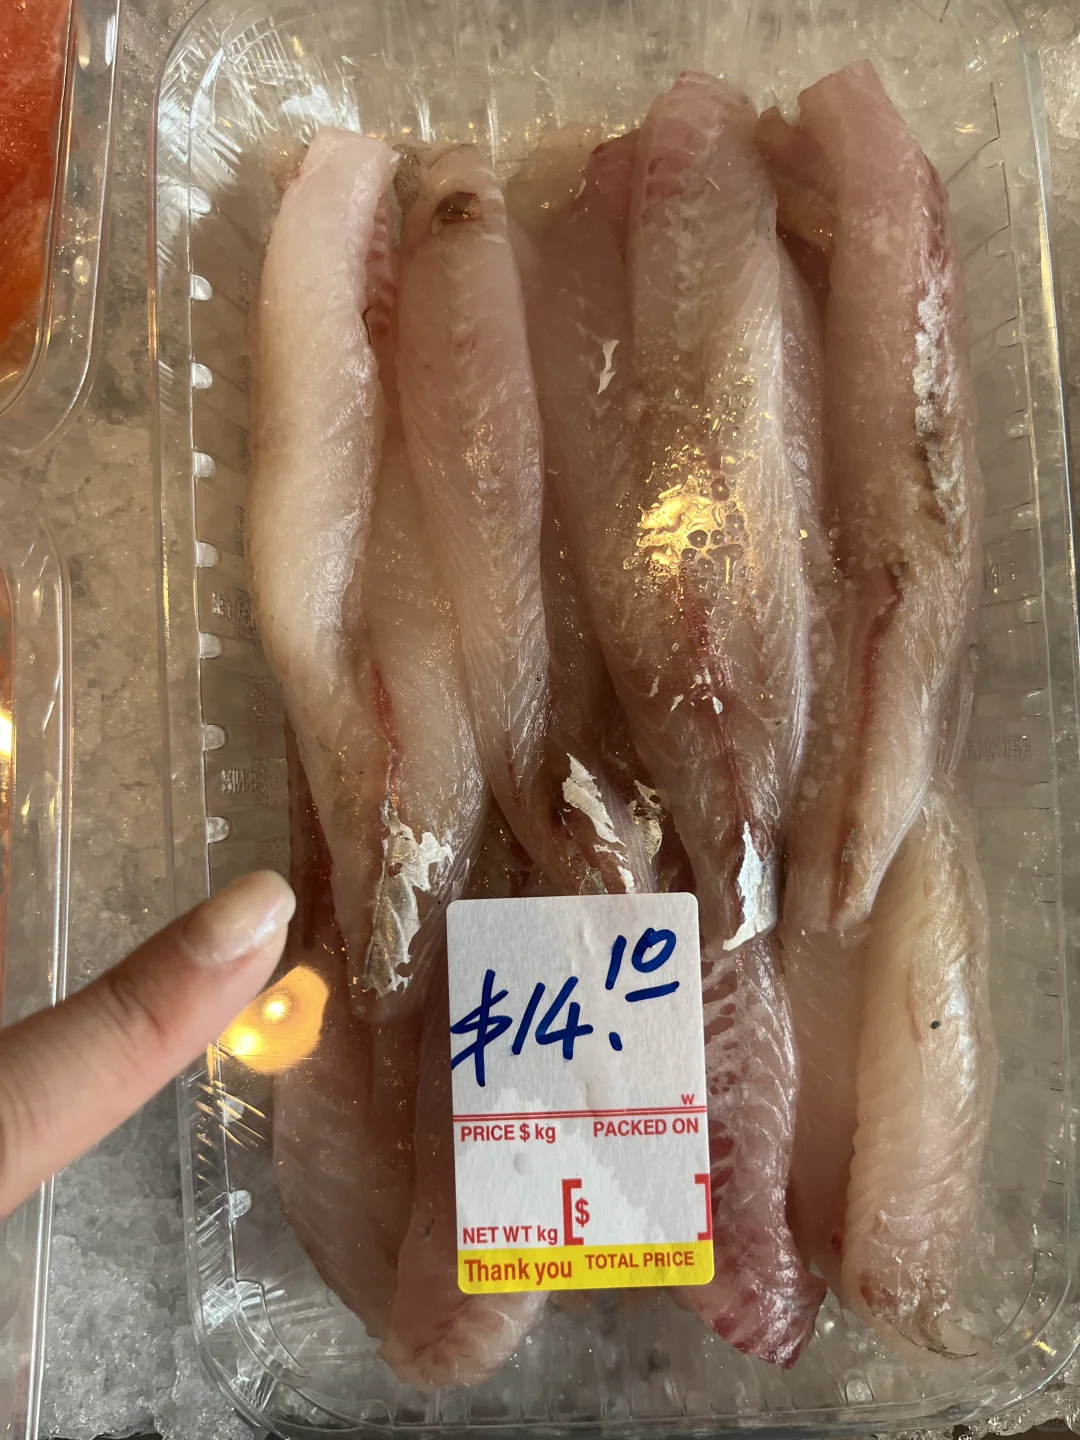 $14.10
W
PRICE $ kg PACKED ON
NET WT kg [$ ]
Thank you TOTAL PRICE